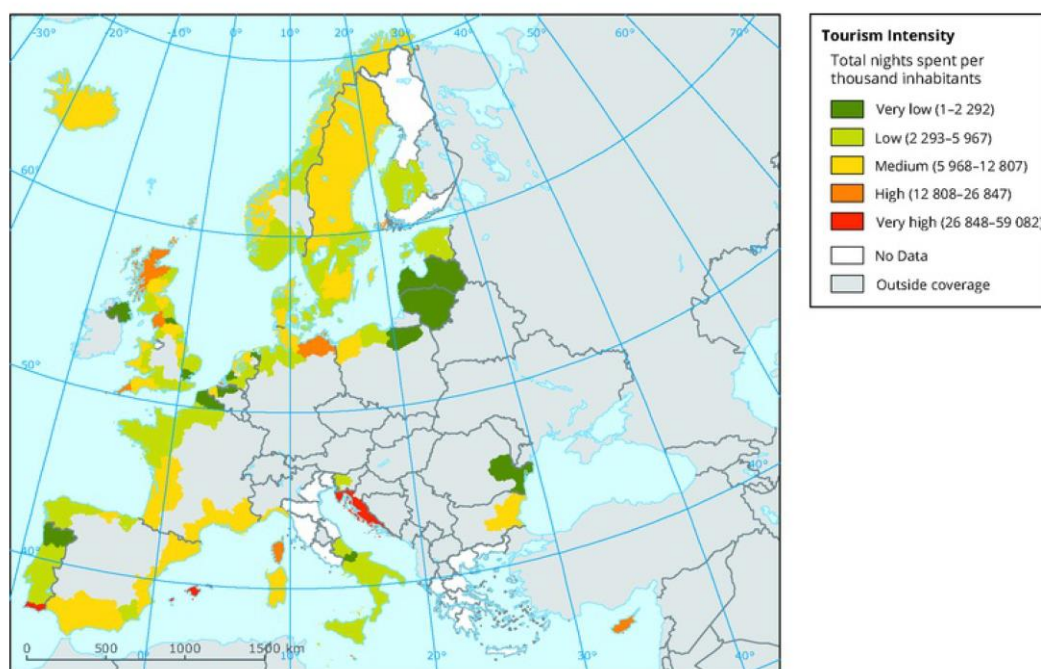 -30° -20° -10° 0° 10° 20° 30° 40° 50° 60° 70°
60°
50°
50°
40°
40°
0 500 1000 1500 km
0° 10° 20° 30° 40°
Tourism Intensity
Total nights spent per
thousand inhabitants
Very low (1–2 292)
Low (2 293–5 967)
Medium (5 968–12 807)
High (12 808–26 847)
Very high (26 848–59 082)
No Data
Outside coverage